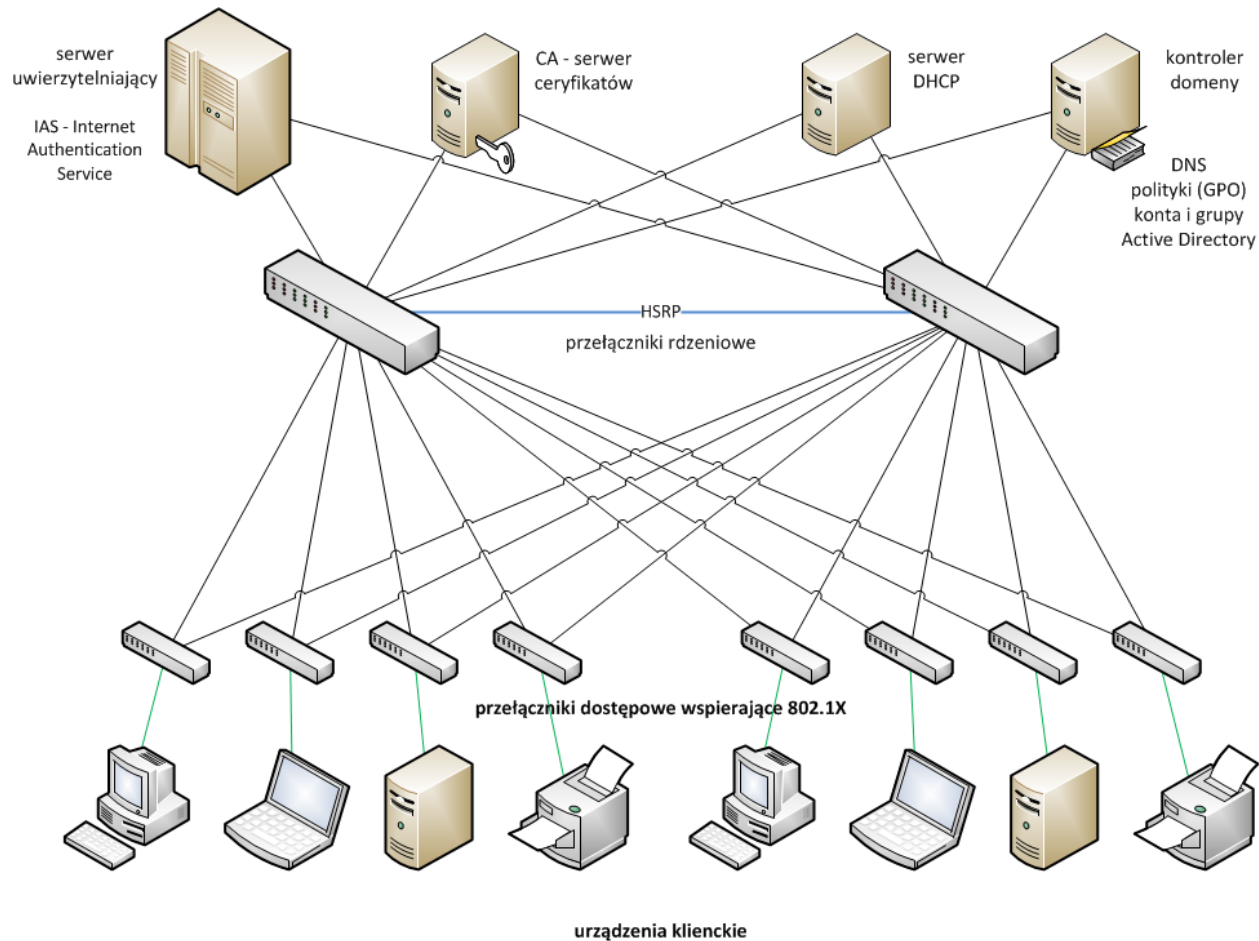 serwer
uwierzytelniający
IAS - Internet
Authentication
Service
CA - serwer
ceryfikatów
serwer
DHCP
kontroler
domeny
DNS
polityki (GPO)
konta i grupy
Active Directory
HSRP
przełączniki rdzeniowe
przełączniki dostępowe wspierające 802.1X
urządzenia klienckie